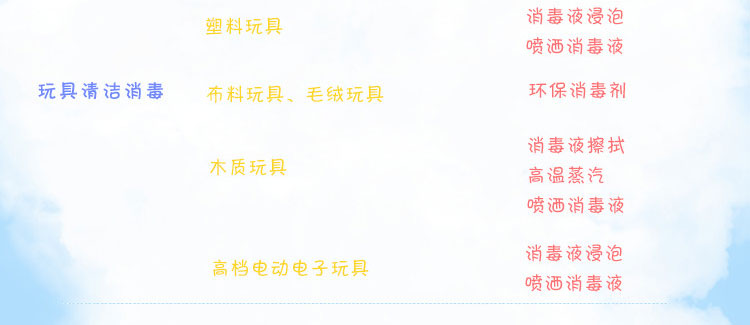 塑料玩具
消毒液浸泡
喷洒消毒液
玩具清洁消毒
布料玩具、毛绒玩具
环保消毒剂
木质玩具
消毒液擦拭
高温蒸汽
喷洒消毒液
高档电动电子玩具
消毒液浸泡
喷洒消毒液